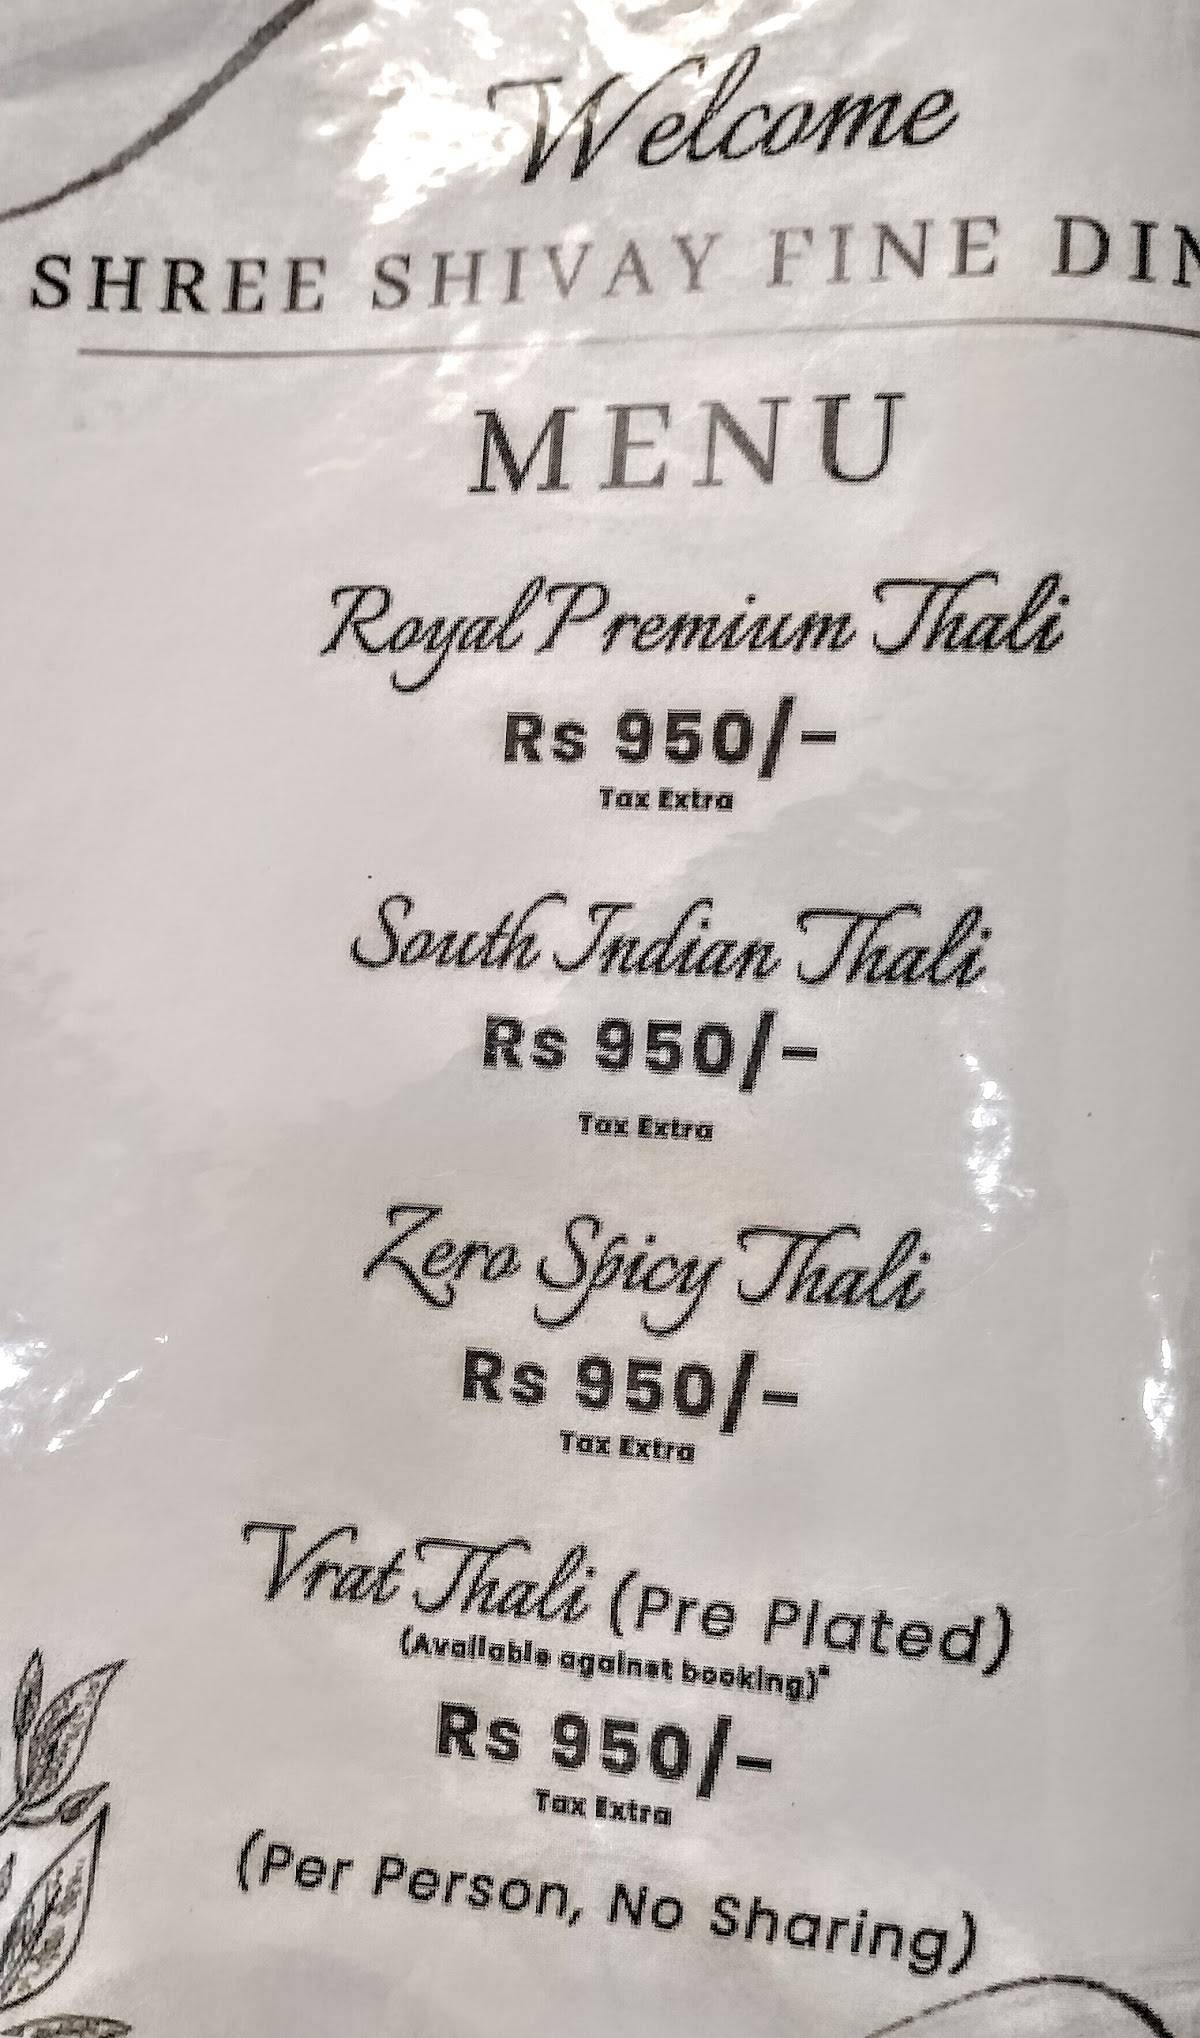 Welcome
SHREE SHIVAY FINE DIN
MENU
Royal Premium Thali
Rs 950/-
Tax Extra
South Indian Thali
Rs 950/-
Tax Extra
Zero Spicy Thali
Rs 950/-
Tax Extra
Vrat Thali (Pre Plated)
(Available against booking)*
Rs 950/-
Tax Extra
(Per Person, No Sharing)